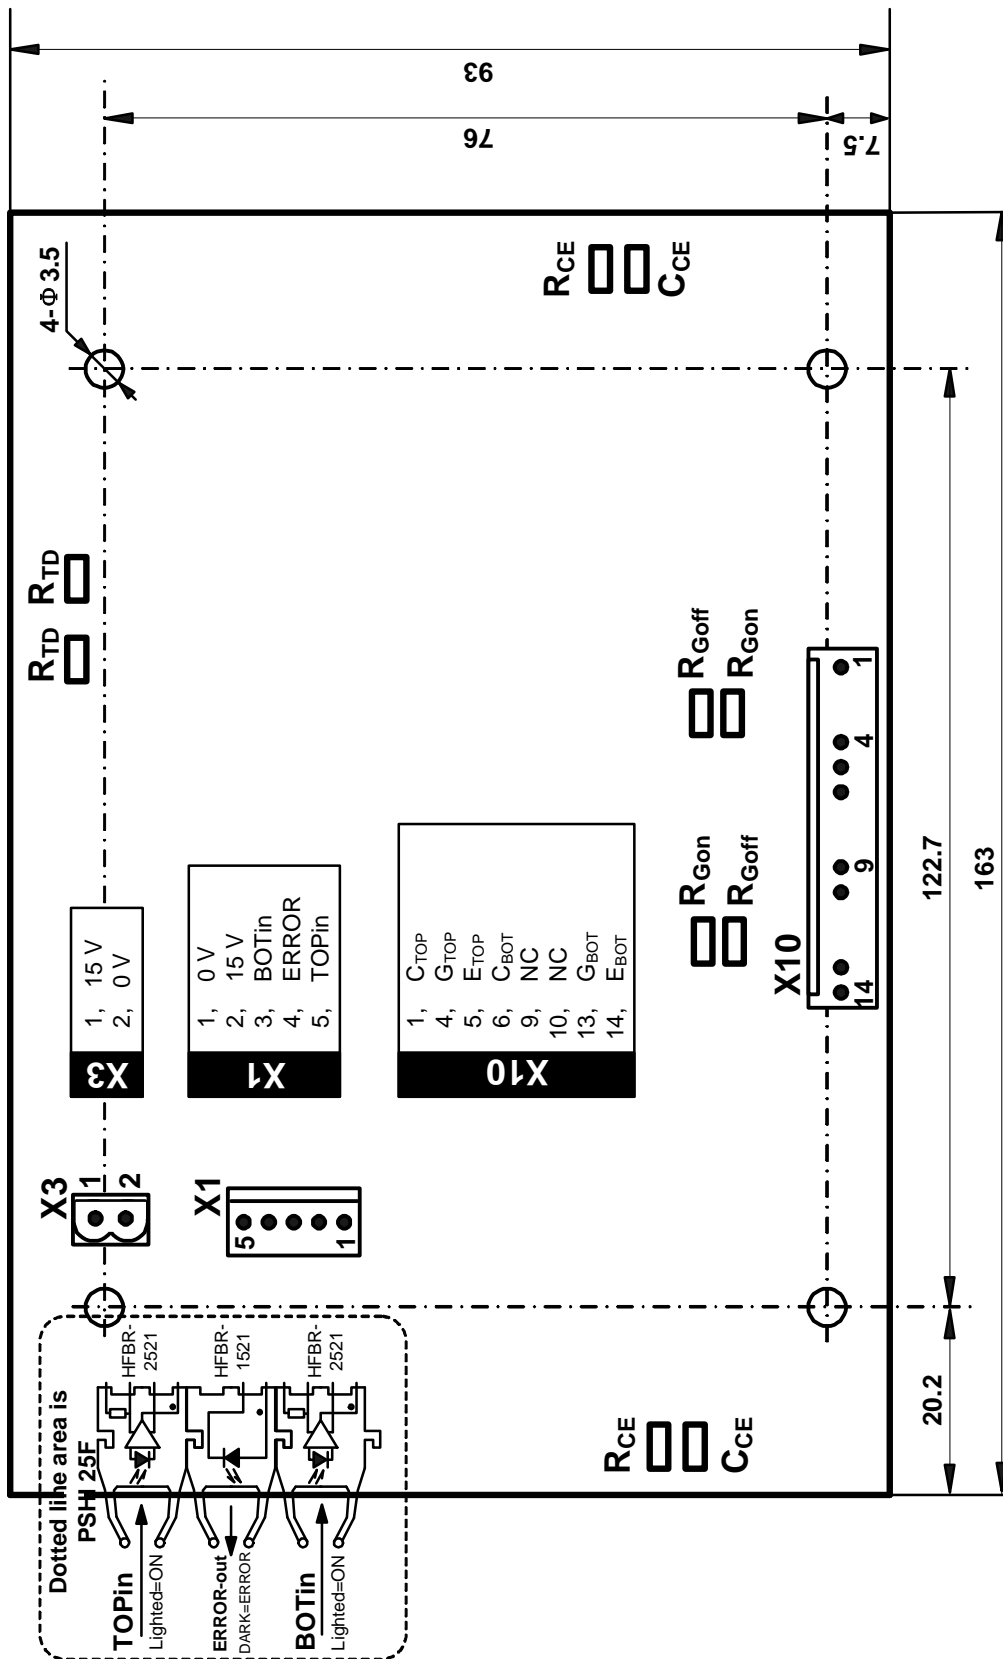 93
76
7.5
4-Φ 3.5
RCE
CCE
RTD
RTD
RGoff
RGon
RGon
RGoff
1
4
9
14
X10
122.7
163
20.2
X3
1, 15 V
2, 0 V
X1
1, 0 V
2, 15 V
3, BOTin
4, ERROR
5, TOPin
X10
1, CTOP
4, GTOP
5, ETOP
6, CBOT
9, NC
10, NC
13, GBOT
14, EBOT
X3
1
2
X1
5
1
Dotted line area is
PSHI 25F
HFBR-
2521
HFBR-
1521
HFBR-
2521
TOPin
Lighted=ON
ERROR-out
DARK=ERROR
BOTin
Lighted=ON
RCE
CCE